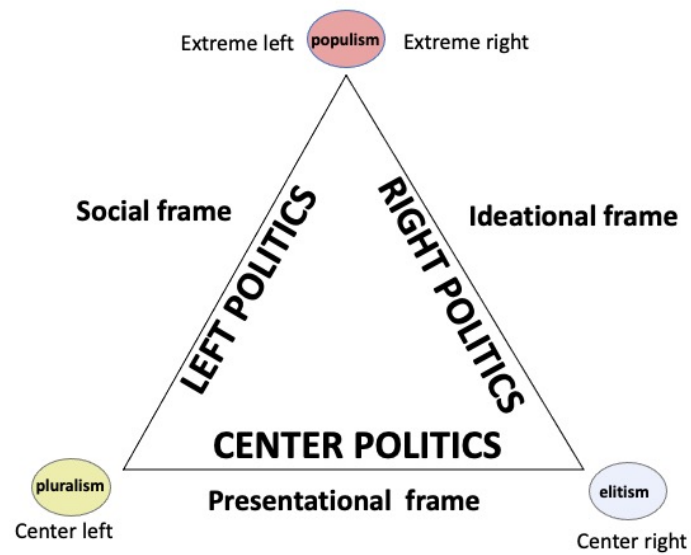 Extreme left populism Extreme right
Social frame
LEFT POLITICS
RIGHT POLITICS
Ideational frame
CENTER POLITICS
pluralism
Center left
Presentational frame
elitism
Center right